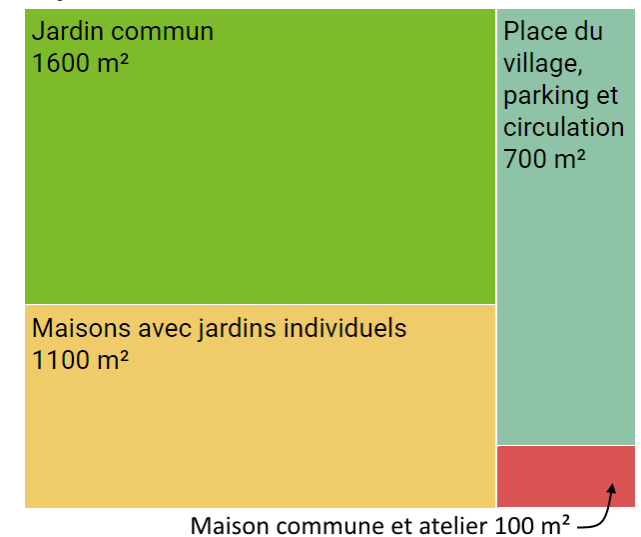 Jardin commun
1600 m²
Place du
village,
parking et
circulation
700 m²
Maisons avec jardins individuels
1100 m²
Maison commune et atelier 100 m²